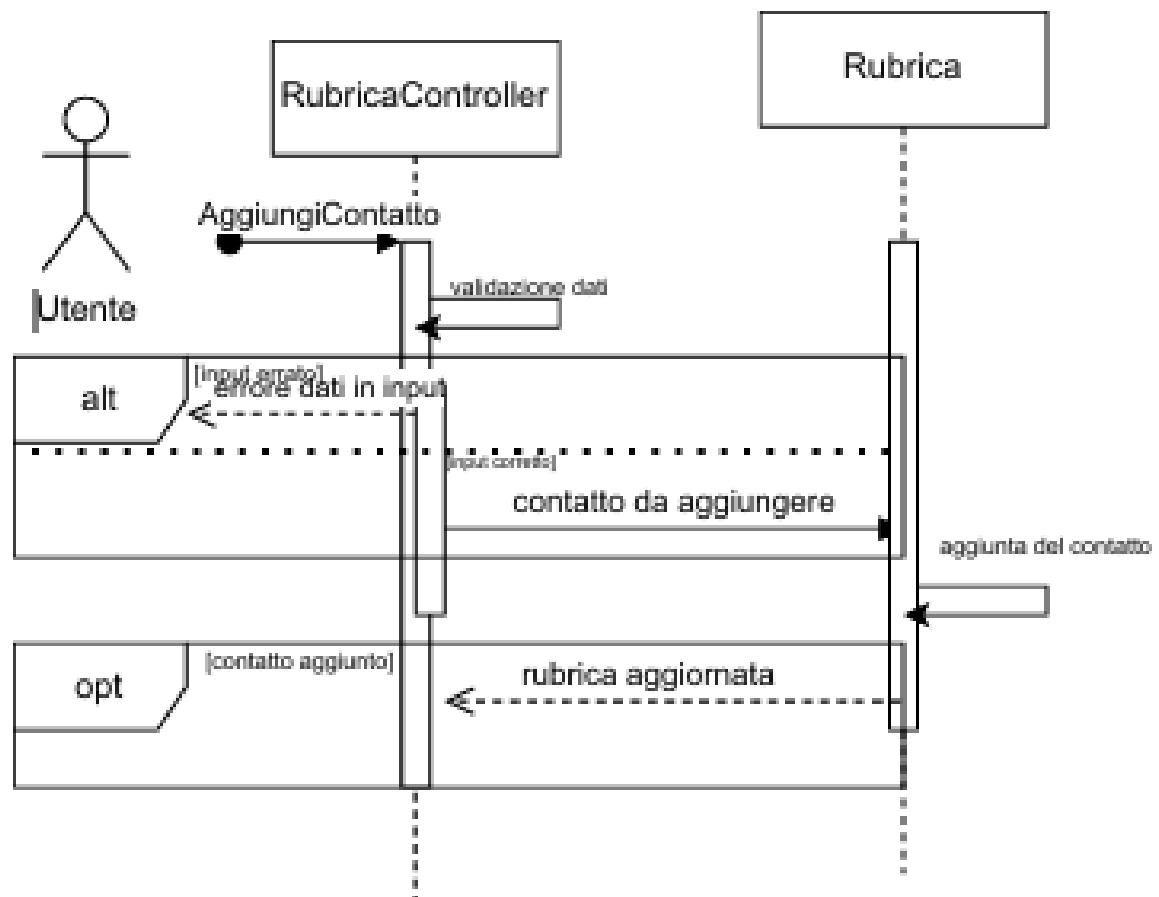 Rubrica
RubricaController
AggiungiContatto
validazione dati
Utente
alt
[input errato]
errore dati in input
[input corretto]
contatto da aggiungere
aggiunta del contatto
opt
[contatto aggiunto]
rubrica aggiornata